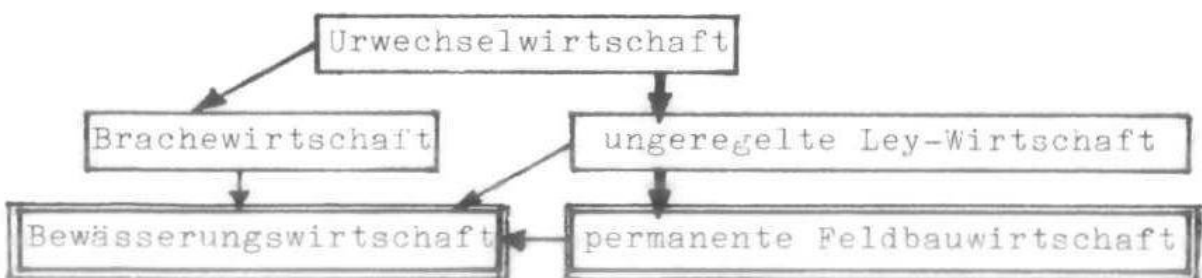 Urwechselwirtschaft
Brachewirtschaft
ungeregelte Ley-Wirtschaft
Bewässerungswirtschaft
permanente Feldbauwirtschaft